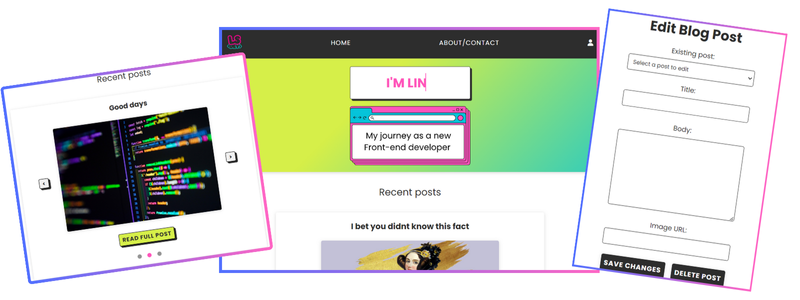 Recent posts
Good days
READ FULL POST
HOME
ABOUT/CONTACT
I'M LIN
My journey as a new
Front-end developer
Recent posts
I bet you didnt know this fact
Edit Blog Post
Existing post:
Select a post to edit
Title:
Body:
Image URL:
SAVE CHANGES
DELETE POST